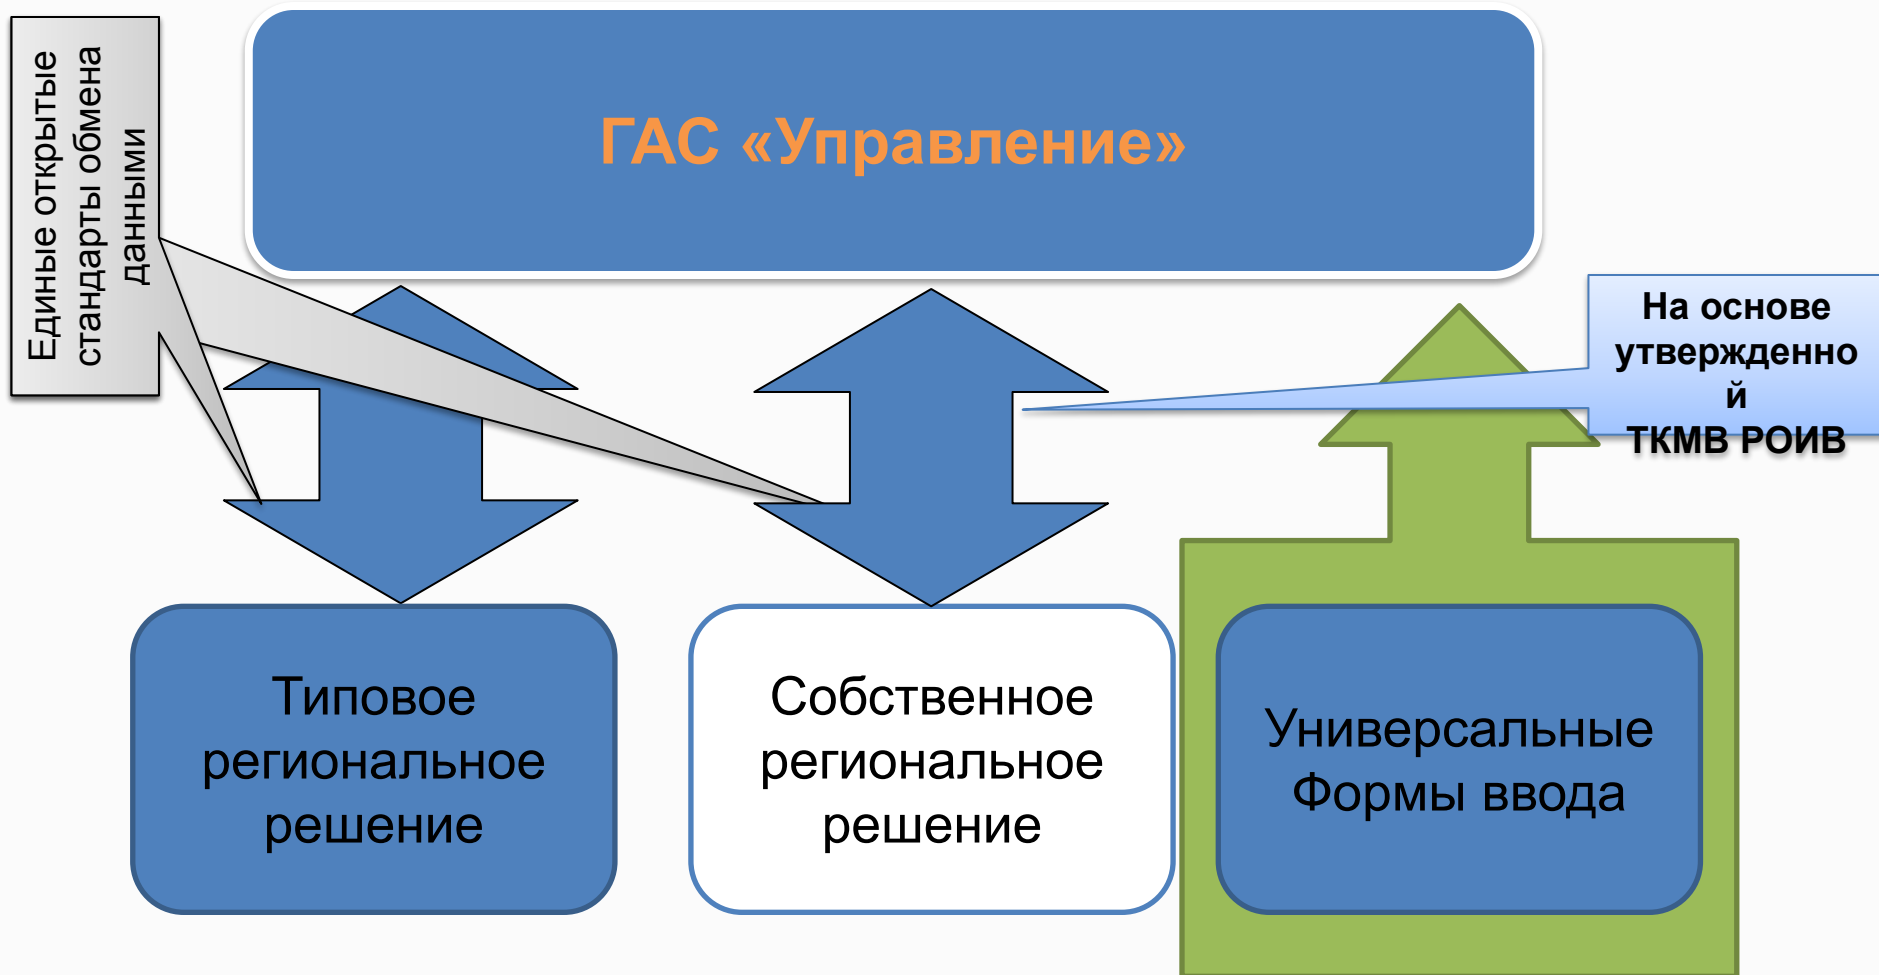 Единые открытые
стандарты обмена
данными
ГАС «Управление»
На основе
утвержденно
й
ТКМВ РОИВ
Типовое
региональное
решение
Собственное
региональное
решение
Универсальные
Формы ввода